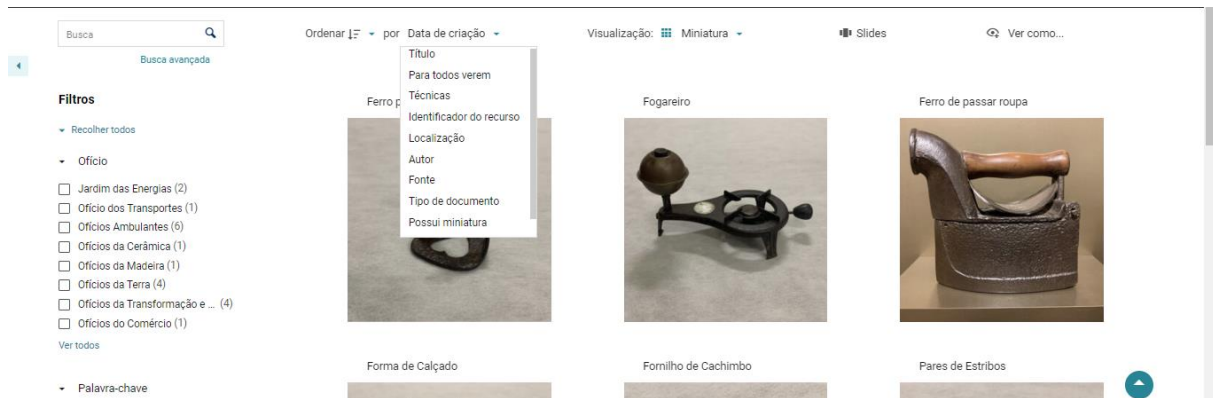 Busca
Busca avançada
Ordenar por Data de criação
Visualização: Miniatura
Slides
Ver como...
Título
Para todos verem
Técnicas
Identificador do recurso
Localização
Autor
Fonte
Tipo de documento
Possui miniatura
Filtros
Recolher todos
Ofício
Jardim das Energias (2)
Ofício dos Transportes (1)
Ofícios Ambulantes (6)
Ofícios da Cerâmica (1)
Ofícios da Madeira (1)
Ofícios da Terra (4)
Ofícios da Transformação e ... (4)
Ofícios do Comércio (1)
Ver todos
Palavra-chave
Ferro p
Fogareiro
Ferro de passar roupa
Forma de Calçado
Fornilho de Cachimbo
Pares de Estribos